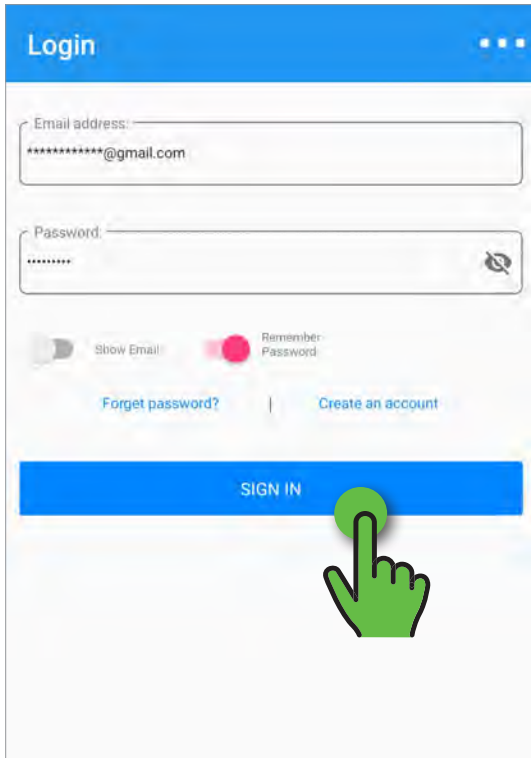 Login
Email address:
************@gmail.com
Password:
•••••••••
Show Email
Remember
Password
Forget password? | Create an account
SIGN IN